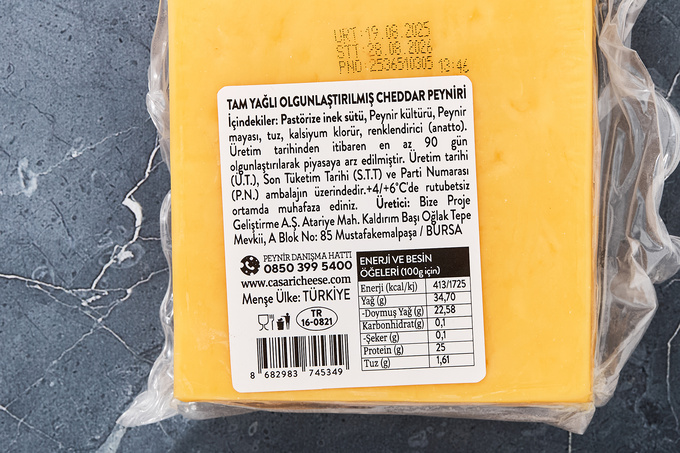 ÜRT: 19.08.2025
STT: 28.08.2026
PNO: 2536510305 13:46
TAM YAĞLI OLGUNLAŞTIRILMIŞ CHEDDAR PEYNİRİ
İçindekiler: Pastörize inek sütü, Peynir kültürü, Peynir
mayası, tuz, kalsiyum klorür, renklendirici (anatto).
Üretim tarihinden itibaren en az 90 gün
olgunlaştırılarak piyasaya arz edilmiştir. Üretim tarihi
(Ü.T.), Son Tüketim Tarihi (S.T.T) ve Parti Numarası
(P.N.) ambalajın üzerindedir.+4/+6°C'de rutubetsiz
ortamda muhafaza ediniz. Üretici: Bize Proje
Geliştirme A.Ş. Atariye Mah. Kaldırım Başı Oğlak Tepe
Mevkii, A Blok No: 85 Mustafakemalpaşa / BURSA
PEYNİR DANIŞMA HATTI
0850 399 5400
www.casaricheese.com
Menşe Ülke: TÜRKİYE
TR
16-0821
8 682983 745349
ENERJİ VE BESİN
ÖĞELERİ (100g için)
Enerji (kcal/kj) 413/1725
Yağ (g) 34,70
-Doymuş Yağ (g) 22,58
Karbonhidrat(g) 0,1
-Şeker (g) 0,1
Protein (g) 25
Tuz (g) 1,61